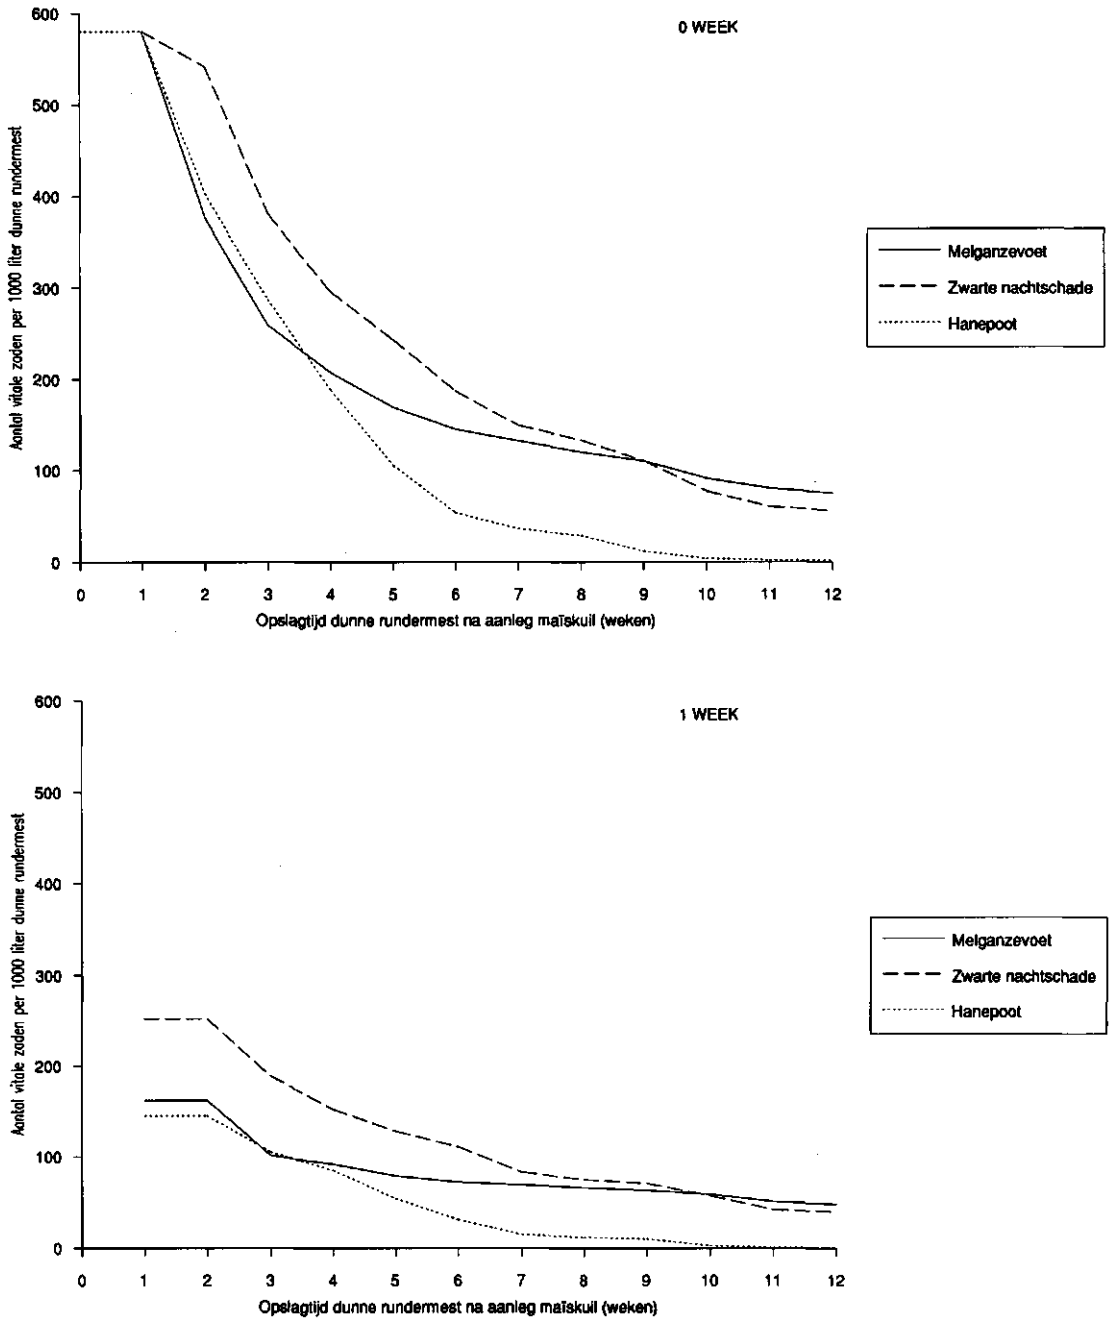 0 WEEK
600
500
400
300
200
100
0
Aantal vitale zaden per 1000 liter dunne rundermest
0 1 2 3 4 5 6 7 8 9 10 11 12
Opslagtijd dunne rundermest na aanleg maïskuil (weken)
Melganzevoet
Zwarte nachtschade
Hanepoot
1 WEEK
600
500
400
300
200
100
0
Aantal vitale zaden per 1000 liter dunne rundermest
0 1 2 3 4 5 6 7 8 9 10 11 12
Opslagtijd dunne rundermest na aanleg maïskuil (weken)
Melganzevoet
Zwarte nachtschade
Hanepoot